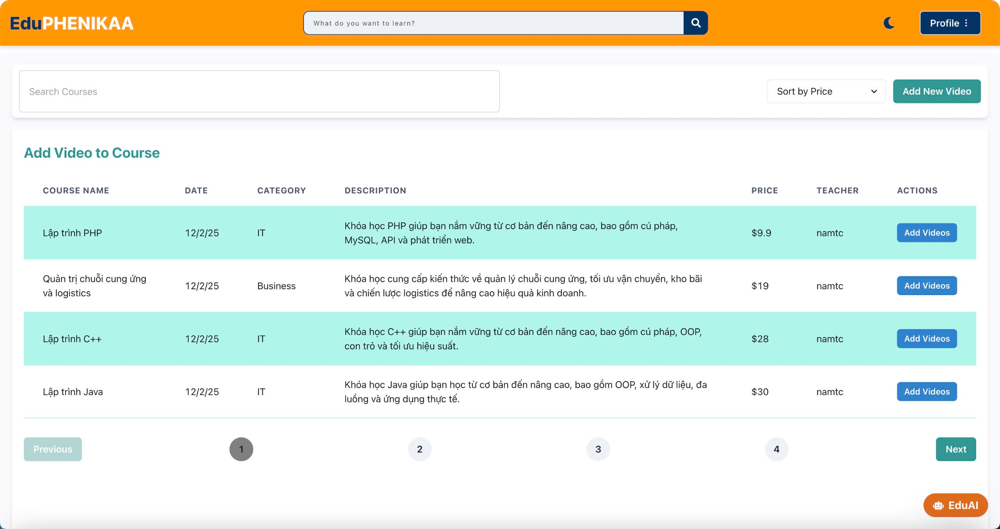 EduPHENIKAA
What do you want to learn?
Profile
Search Courses
Sort by Price
Add New Video
Add Video to Course
COURSE NAME DATE CATEGORY DESCRIPTION PRICE TEACHER ACTIONS
Lập trình PHP 12/2/25 IT Khóa học PHP giúp bạn nắm vững từ cơ bản đến nâng cao, bao gồm cú pháp,
MySQL, API và phát triển web. $9.9 namtc Add Videos
Quản trị chuỗi cung ứng
và logistics 12/2/25 Business Khóa học cung cấp kiến thức về quản lý chuỗi cung ứng, tối ưu vận chuyển, kho bãi
và chiến lược logistics để nâng cao hiệu quả kinh doanh. $19 namtc Add Videos
Lập trình C++ 12/2/25 IT Khóa học C++ giúp bạn nắm vững từ cơ bản đến nâng cao, bao gồm cú pháp, OOP,
con trỏ và tối ưu hiệu suất. $28 namtc Add Videos
Lập trình Java 12/2/25 IT Khóa học Java giúp bạn học từ cơ bản đến nâng cao, bao gồm OOP, xử lý dữ liệu, đa
luồng và ứng dụng thực tế. $30 namtc Add Videos
Previous 1 2 3 4 Next
EduAI